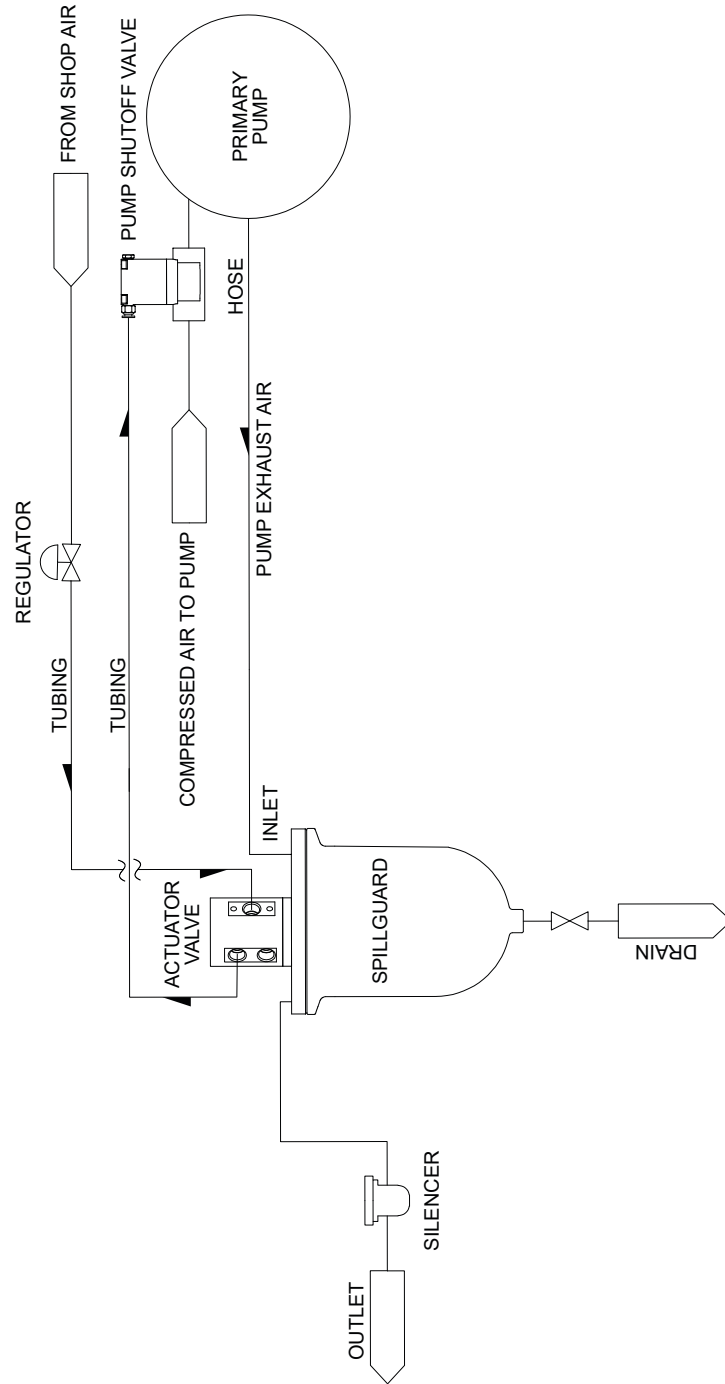 FROM SHOP AIR
PUMP SHUTOFF VALVE
PRIMARY
PUMP
HOSE
REGULATOR
PUMP EXHAUST AIR
COMPRESSED AIR TO PUMP
TUBING
TUBING
INLET
ACTUATOR
VALVE
SPILLGUARD
DRAIN
SILENCER
OUTLET